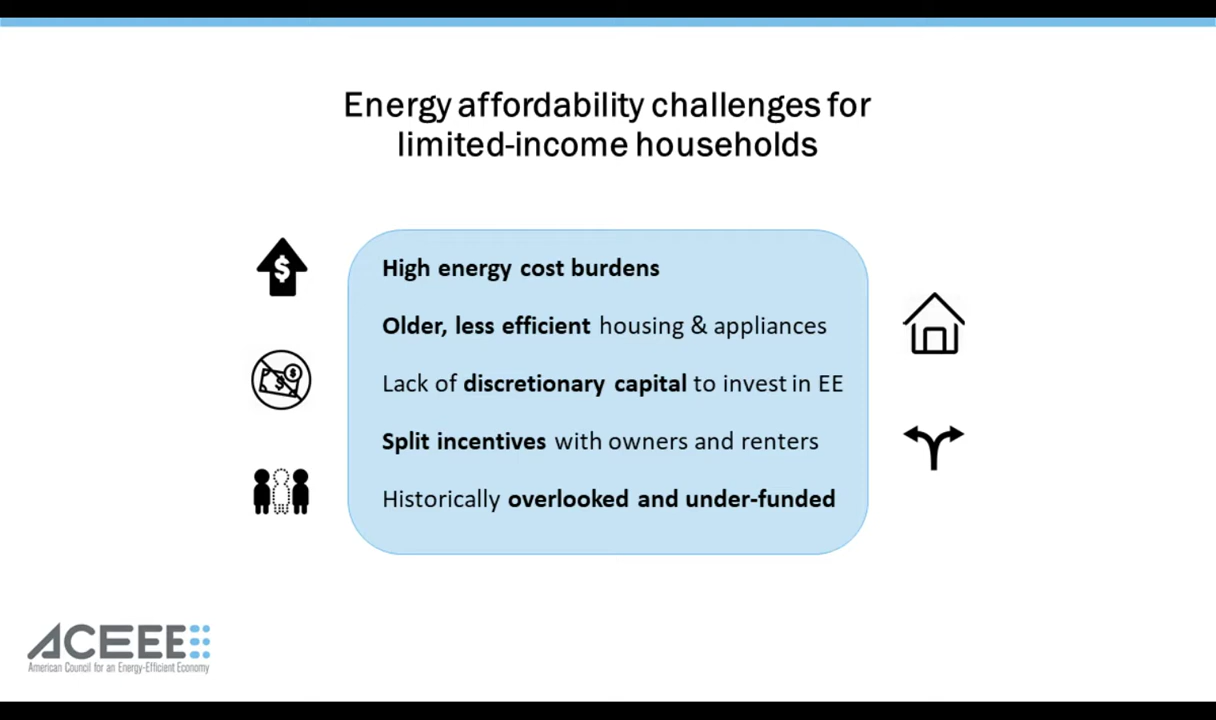 Energy affordability challenges for
limited-income households
$
High energy cost burdens
Older, less efficient housing & appliances
$ $
Lack of discretionary capital to invest in EE
Split incentives with owners and renters
Historically overlooked and under-funded
ACEEE
American Council for an Energy-Efficient Economy